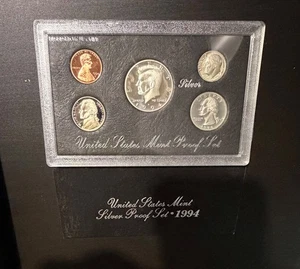 Silver
United States Mint Proof Set
United States Mint
Silver Proof Set • 1994